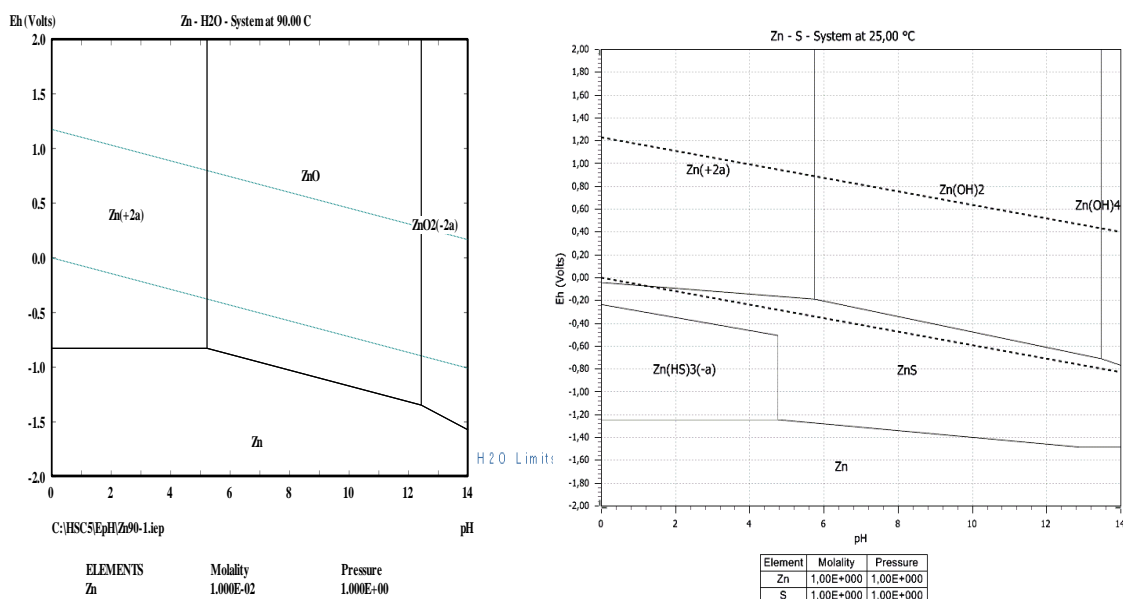 Eh (Volts)
Zn - H2O - System at 90.00 C
2.0
1.5
1.0
0.5
0.0
-0.5
-1.0
-1.5
-2.0
ZnO
Zn(+2a)
ZnO2(-2a)
Zn
H2O Limits
0 2 4 6 8 10 12 14
C:\HSC5\EpH\Zn90-1.iep
pH
ELEMENTS Molality Pressure
Zn 1.000E-02 1.000E+00
Zn - S - System at 25,00 °C
2,00
1,80
1,60
1,40
1,20
1,00
0,80
0,60
0,40
0,20
0,00
-0,20
-0,40
-0,60
-0,80
-1,00
-1,20
-1,40
-1,60
-1,80
-2,00
Eh (Volts)
Zn(+2a)
Zn(OH)2
Zn(OH)4
Zn(HS)3(-a)
ZnS
Zn
0 2 4 6 8 10 12 14
pH
Element Molality Pressure
Zn 1,00E+000 1,00E+000
S 1,00E+000 1,00E+000